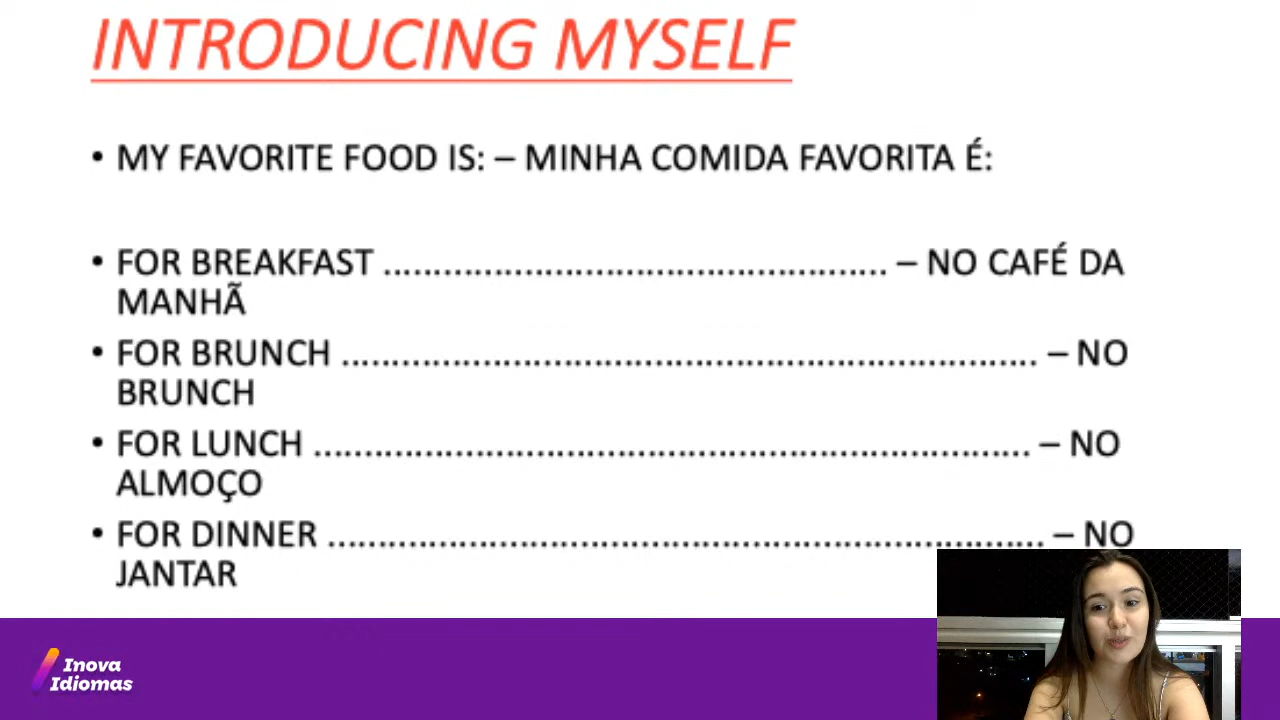 INTRODUCING MYSELF
• MY FAVORITE FOOD IS: – MINHA COMIDA FAVORITA É:
• FOR BREAKFAST .................................................. – NO CAFÉ DA
MANHÃ
• FOR BRUNCH ..................................................................... – NO
BRUNCH
• FOR LUNCH ....................................................................... – NO
ALMOÇO
• FOR DINNER ....................................................................... – NO
JANTAR
Inova
Idiomas